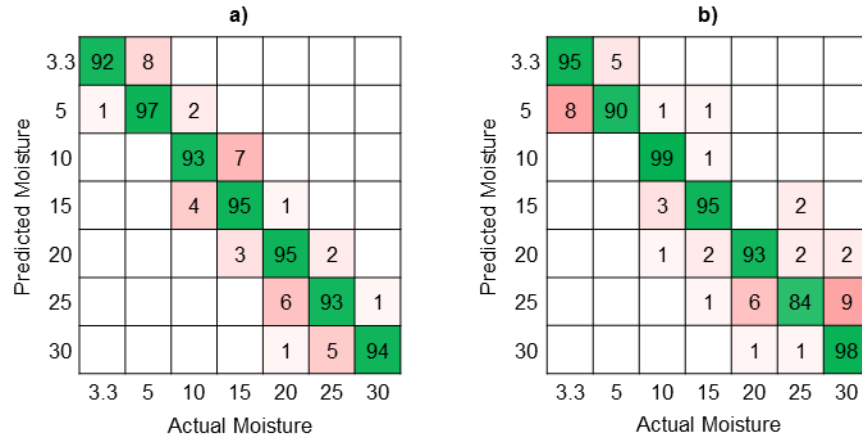 a)
Predicted Moisture
3.3 92 8
5 1 97 2
10 93 7
15 4 95 1
20 3 95 2
25 6 93 1
30 1 5 94
3.3 5 10 15 20 25 30
Actual Moisture
b)
Predicted Moisture
3.3 95 5
5 8 90 1 1
10 99 1
15 3 95 2
20 1 2 93 2 2
25 1 6 84 9
30 1 1 98
3.3 5 10 15 20 25 30
Actual Moisture